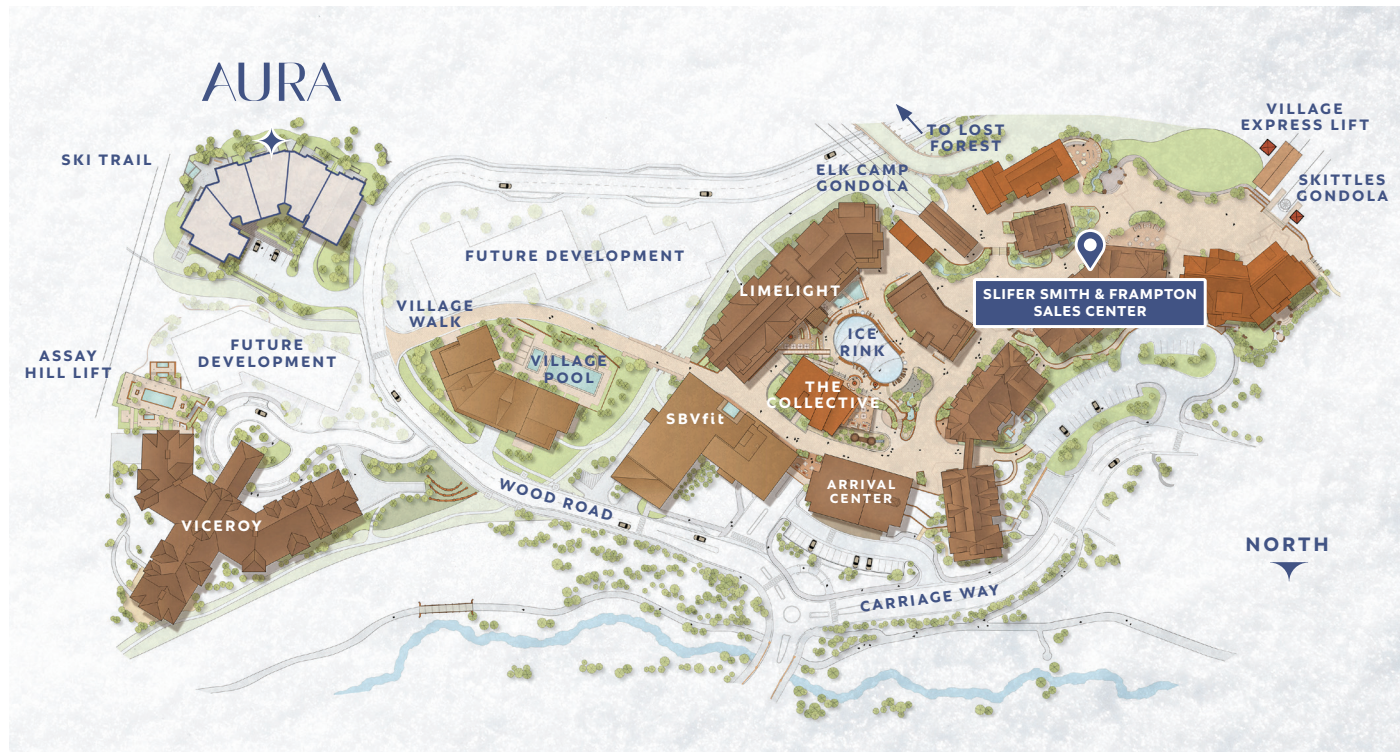 AURA
SKI TRAIL
VILLAGE
EXPRESS LIFT
TO LOST
FOREST
ELK CAMP
GONDOLA
SKITTLES
GONDOLA
FUTURE DEVELOPMENT
LIMELIGHT
SLIFER SMITH & FRAMPTON
SALES CENTER
VILLAGE
WALK
ICE
RINK
ASSAY
HILL LIFT
FUTURE
DEVELOPMENT
VILLAGE
POOL
THE
COLLECTIVE
SBVfit
ARRIVAL
CENTER
WOOD ROAD
VICEROY
NORTH
CARRIAGE WAY